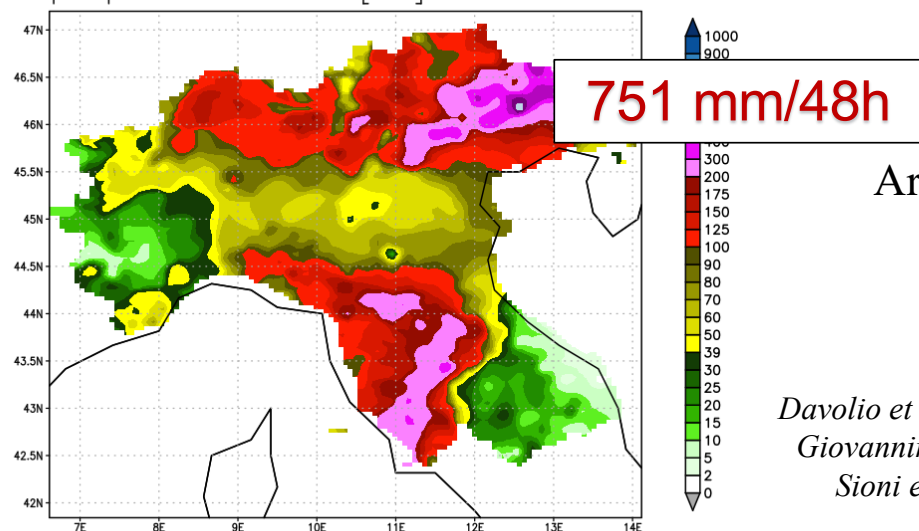 47N
46.5N
46N
45.5N
45N
44.5N
44N
43.5N
43N
42.5N
42N
7E
8E
9E
10E
11E
12E
13E
14E
1000
900
751 mm/48h
300
200
175
150
125
100
90
80
70
60
50
39
30
25
20
15
10
5
2
0
Ar
Davolio et
Giovannin
Sioni e